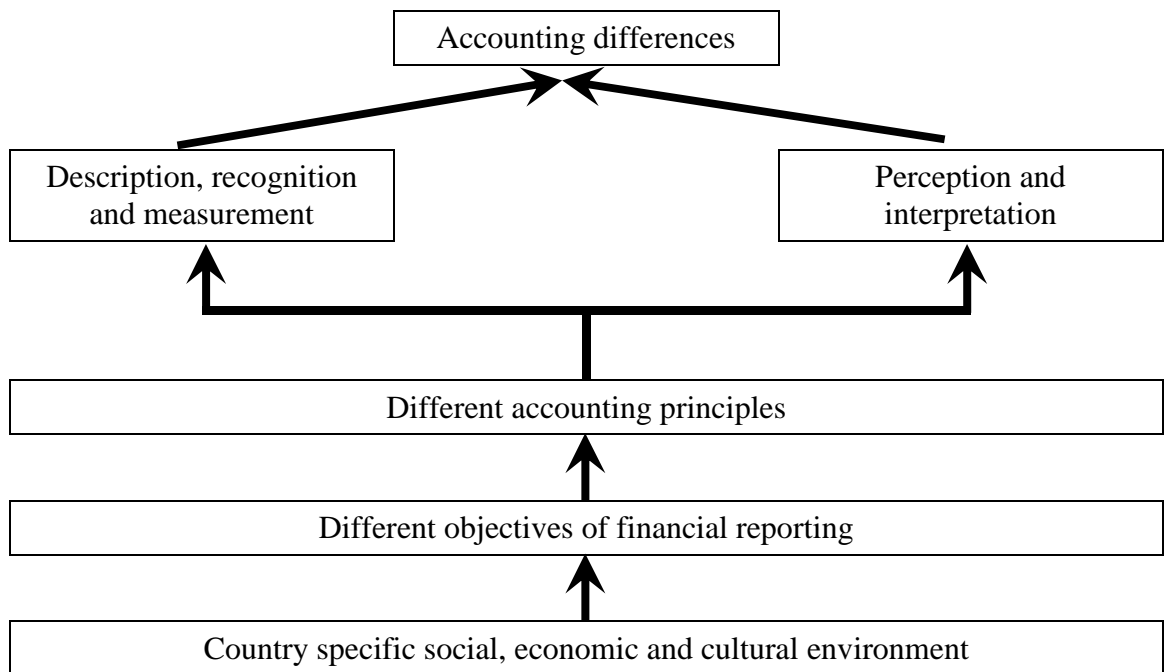 Accounting differences
Description, recognition
and measurement
Perception and
interpretation
Different accounting principles
Different objectives of financial reporting
Country specific social, economic and cultural environment